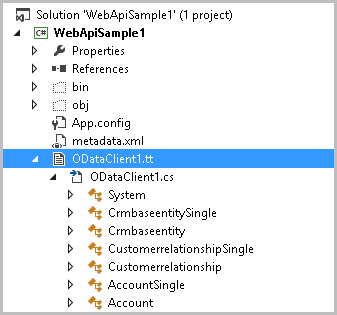 Solution 'WebApiSample1' (1 project)
C# WebApiSample1
Properties
References
bin
obj
App.config
metadata.xml
ODataClient1.tt
ODataClient1.cs
System
CrmbaseentitySingle
Crmbaseentity
CustomerrelationshipSingle
Customerrelationship
AccountSingle
Account